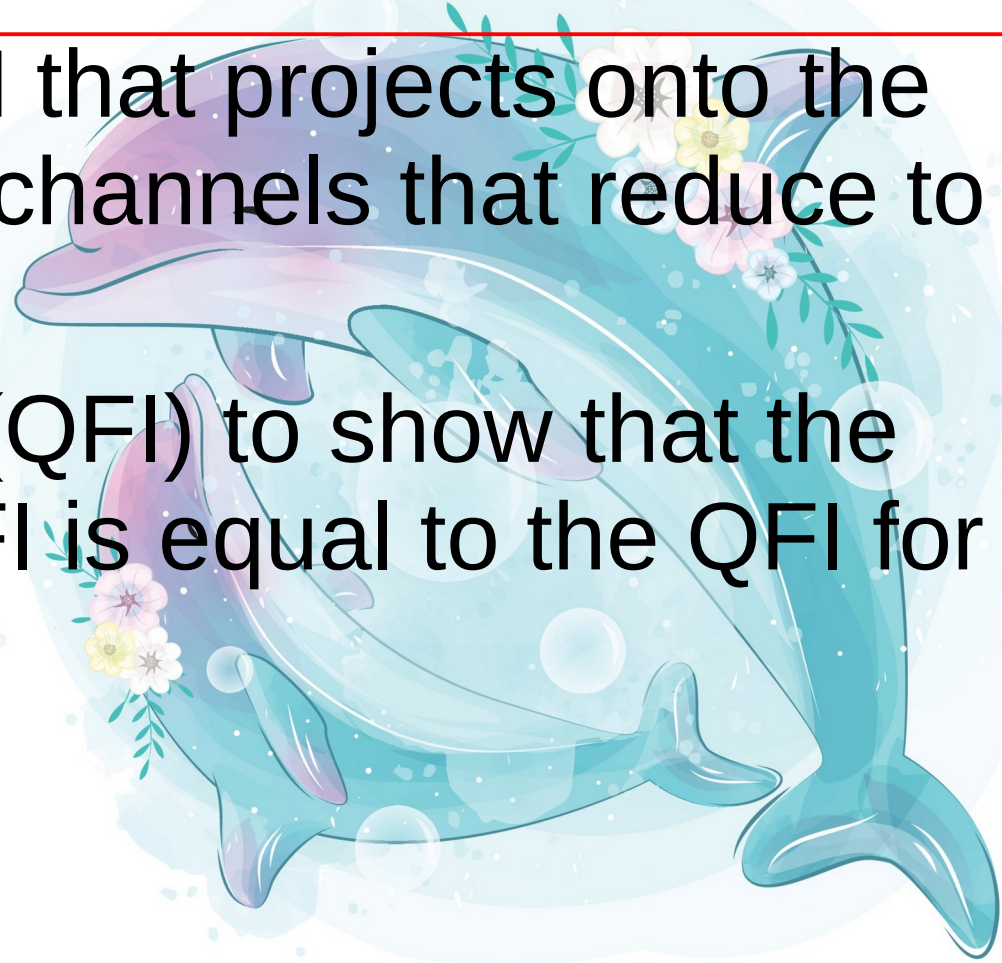 that projects onto the
channels that reduce to
(QFI) to show that the
FI is equal to the QFI for